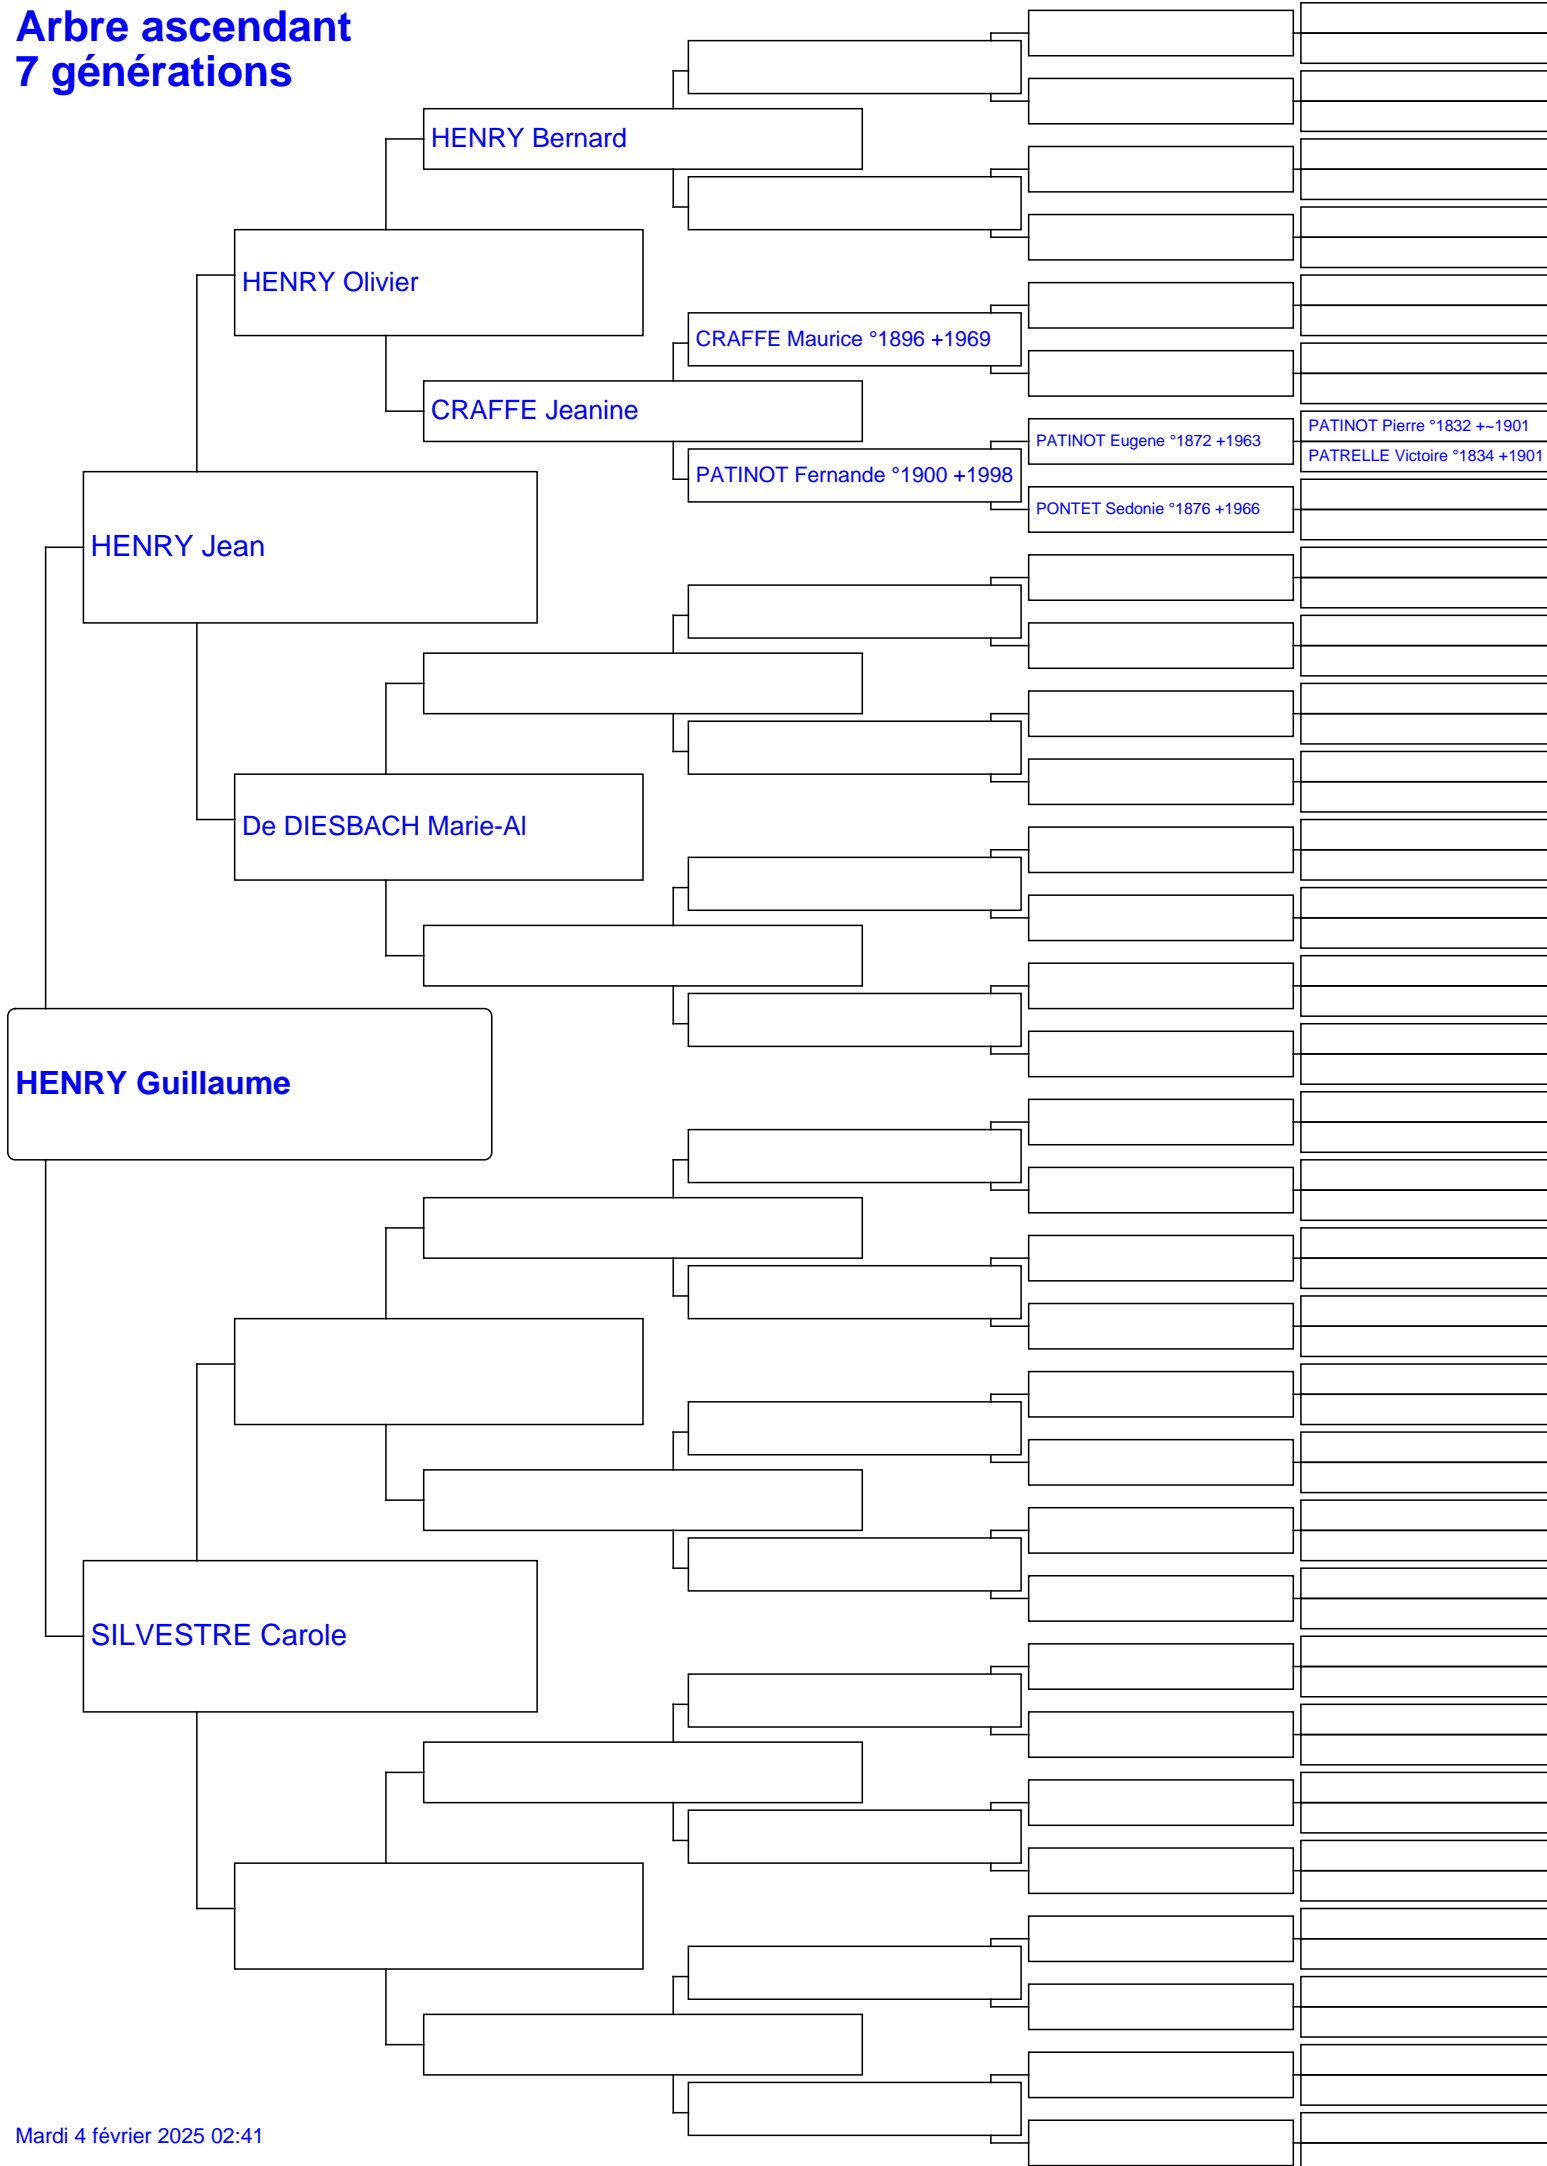 Arbre ascendant
7 générations
HENRY Bernard
HENRY Olivier
CRAFFE Maurice °1896 +1969
CRAFFE Jeanine
PATINOT Eugene °1872 +1963
PATINOT Pierre °1832 +~1901
PATRELLE Victoire °1834 +1901
PATINOT Fernande °1900 +1998
PONTET Sedonie °1876 +1966
HENRY Jean
De DIESBACH Marie-Al
HENRY Guillaume
SILVESTRE Carole
Mardi 4 février 2025 02:41